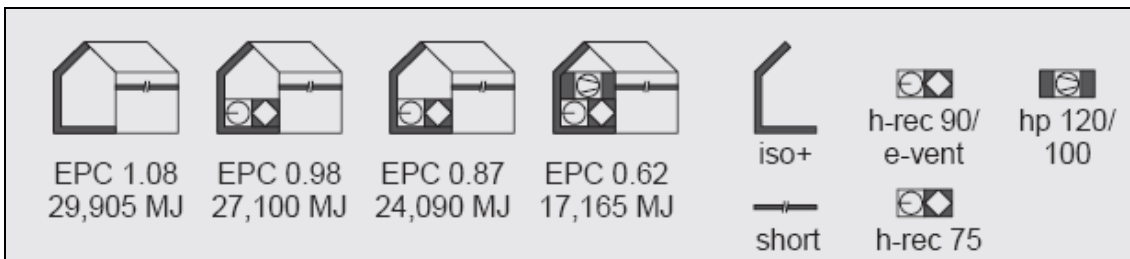 EPC 1.08
29,905 MJ
EPC 0.98
27,100 MJ
EPC 0.87
24,090 MJ
EPC 0.62
17,165 MJ
iso+
short
h-rec 90/
e-vent
h-rec 75
hp 120/
100